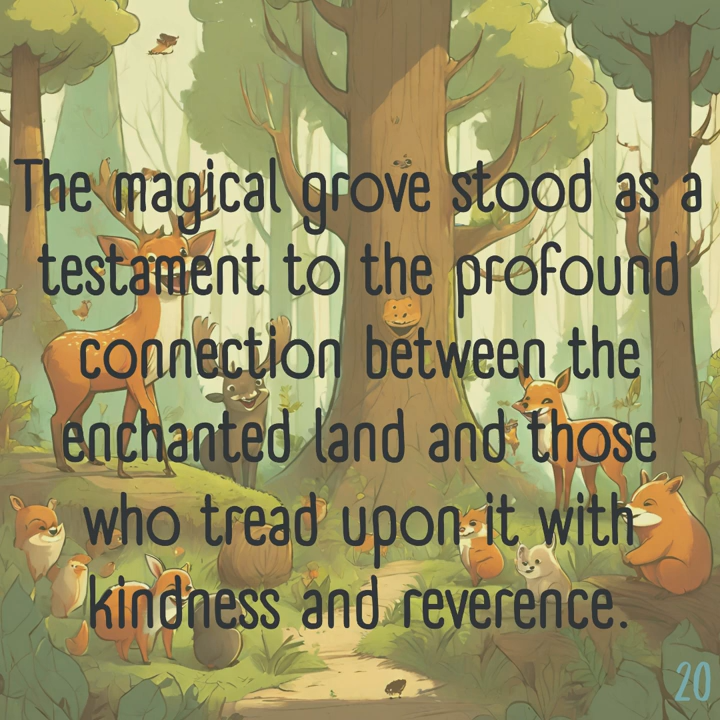 The magical grove stood as a
testament to the profound
connection between the
enchanted land and those
who tread upon it with
kindness and reverence.
20